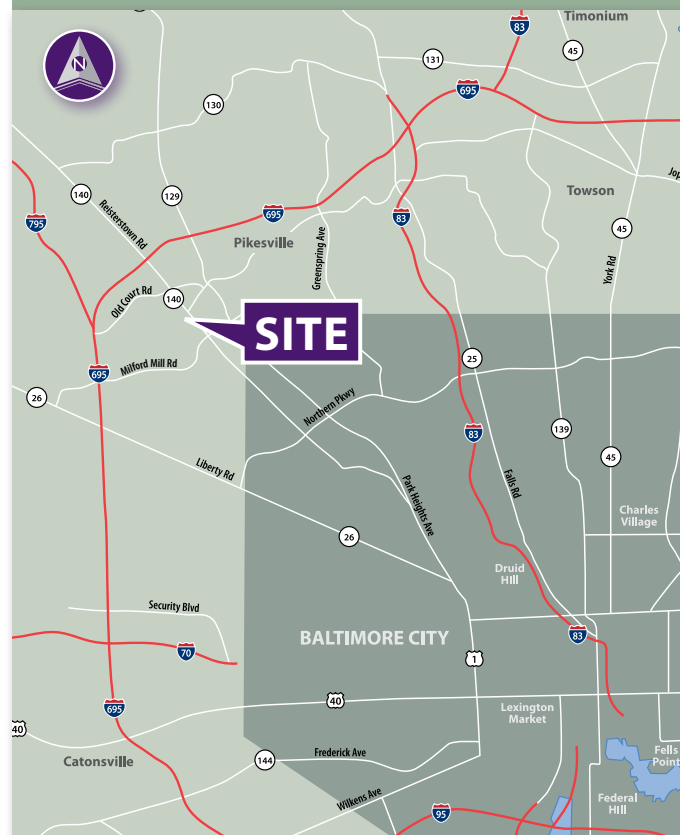 Timonium
83
45
131
N
695
130
Jop
140
129
Towson
Reisterstown Rd
695
83
795
45
Pikesville
Greenspring Ave
York Rd
Old Court Rd
140
SITE
25
Milford Mill Rd
695
26
Northern Pkwy
139
83
45
Liberty Rd
Falls Rd
Park Heights Ave
Charles
Village
26
Druid
Hill
Security Blvd
BALTIMORE CITY
83
70
1
40
695
Lexington
Market
40
Frederick Ave
Fells
Point
Catonsville
144
Wilkens Ave
Federal
Hill
95